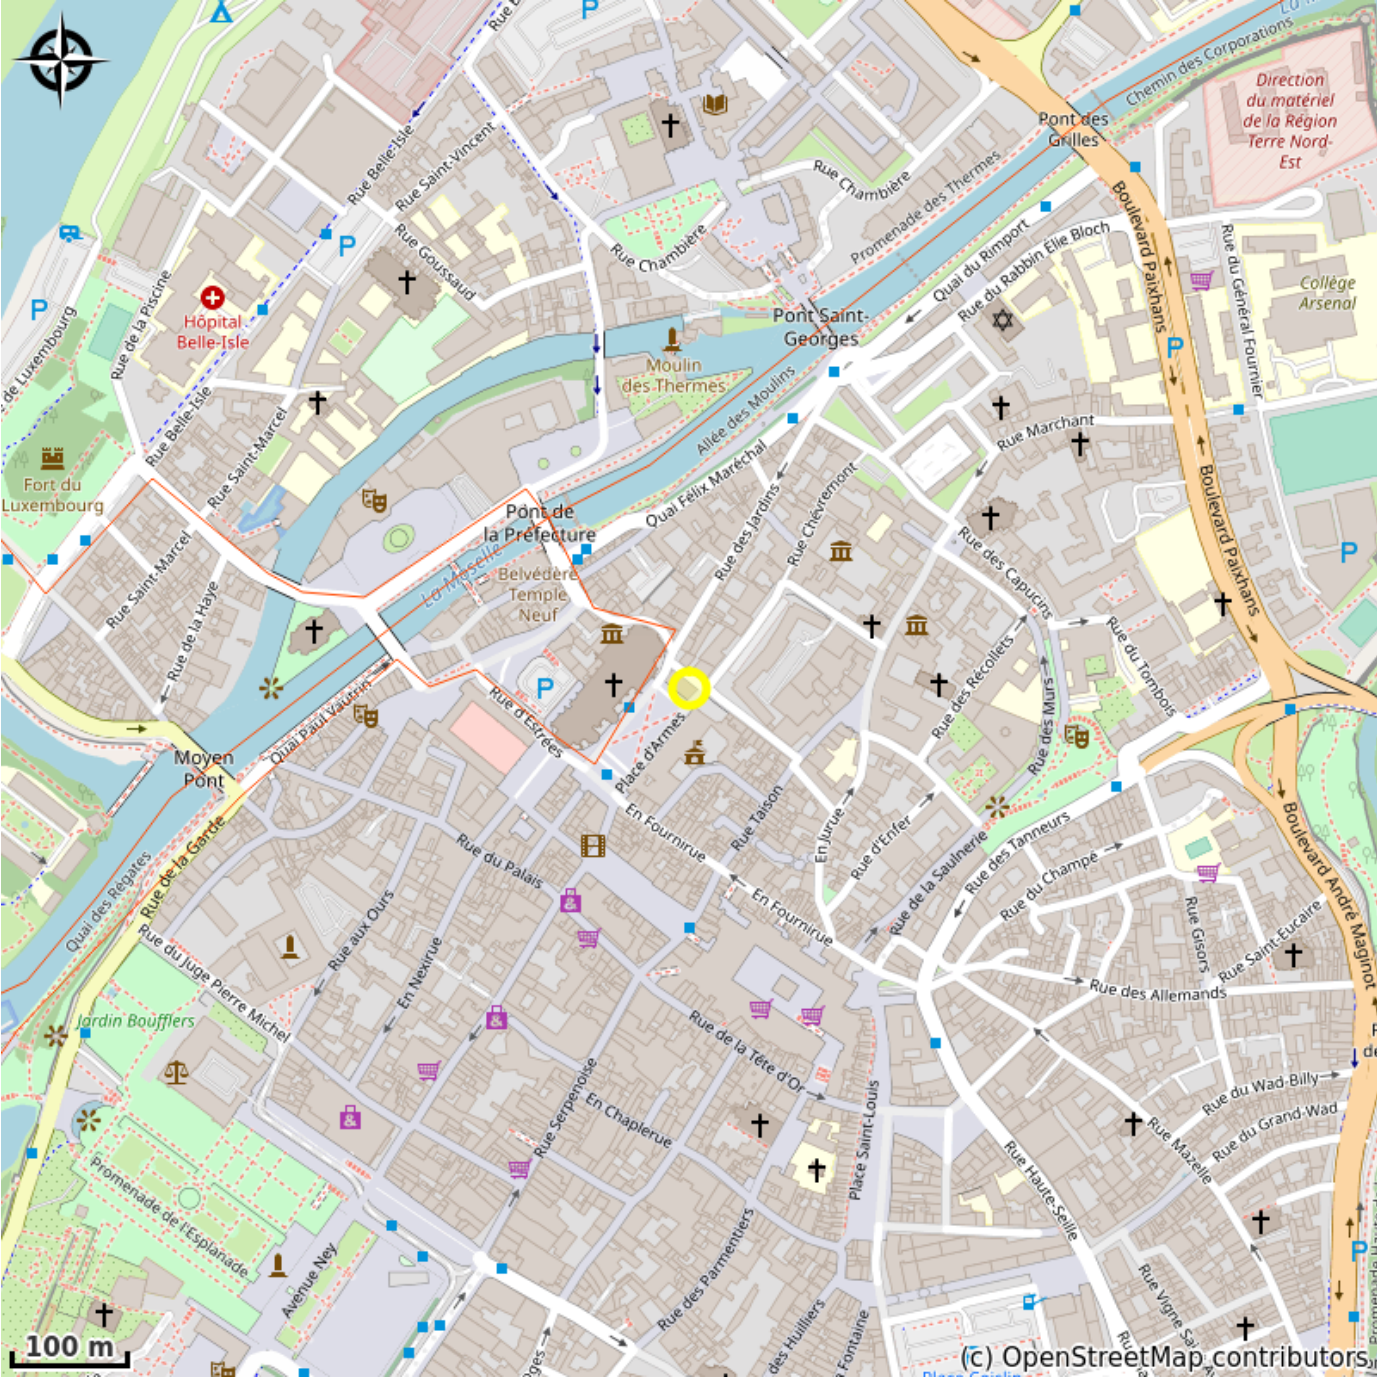 Rue Belle-Isle
Rue Saint-Vincent
Rue Goussaud
Rue Chambière
Rue Chambière
Promenade des Thermes
Chemin des Corporations
Pont des
Grilles
Direction
du matériel
de la Région
Terre Nord-
Est
Boulevard Paixhans
Quai du Rimport
Rue du Rabbin Élie Bloch
Rue du Général Fournier
Collège
Arsenal
P
P
P
P
Hôpital
Belle-Isle
Rue de la Piscine
de Luxembourg
Pont Saint-
Georges
Moulin
des Thermes
Allée des Moulins
Rue Belle-Isle
Rue Saint-Marcel
Fort du
Luxembourg
Quai Félix Maréchal
Rue des Jardins
Rue Chèvremont
Rue Marchant
Boulevard Paixhans
P
Pont de
la Préfecture
La Moselle
Belvédère
Temple
Neuf
Rue Saint-Marcel
Rue de la Haye
Rue des Capucins
Rue des Récollets
Rue du Tombois
Rue des Murs
P
Rue d'Estrées
Place d'Armes
Quai Paul Vautrin
Moyen
Pont
Quai des Régates
Rue de la Garde
Rue du Palais
En Fournirue
Rue Taison
En Jurue
Rue d'Enfer
En Fournirue
Rue de la Saulnerie
Rue des Tanneurs
Rue du Champé
Boulevard André Maginot
Rue Gisors
Rue Saint-Eucaire
Rue des Allemands
Rue aux Ours
En Nexirue
Rue du Juge Pierre Michel
Jardin Boufflers
Rue de la Tête d'Or
Rue Serpenoise
En Chaplerue
Place Saint-Louis
Rue du Wad-Billy
Rue du Grand-Wad
Rue Mazelle
Rue Haute-Seille
Promenade de l'Esplanade
Avenue Ney
Rue des Parmentiers
des Huilliers
Fontaine
Rue Vigne Sai
P
100 m
(c) OpenStreetMap contributors